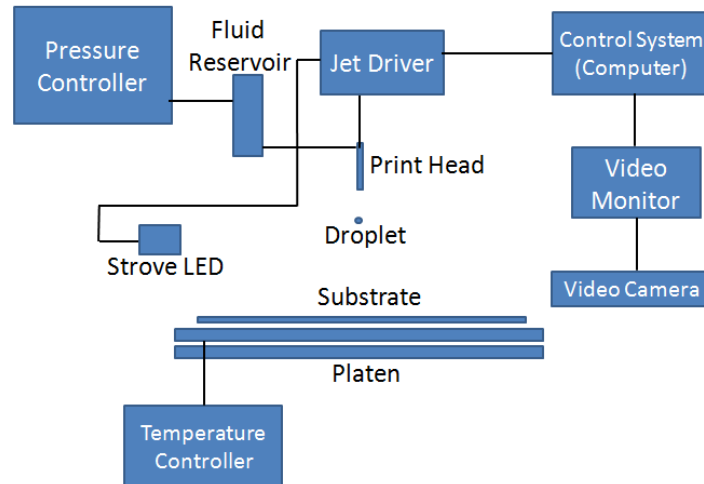 Pressure
Controller
Fluid
Reservoir
Jet Driver
Control System
(Computer)
Print Head
Video
Monitor
Droplet
Strove LED
Video Camera
Substrate
Platen
Temperature
Controller